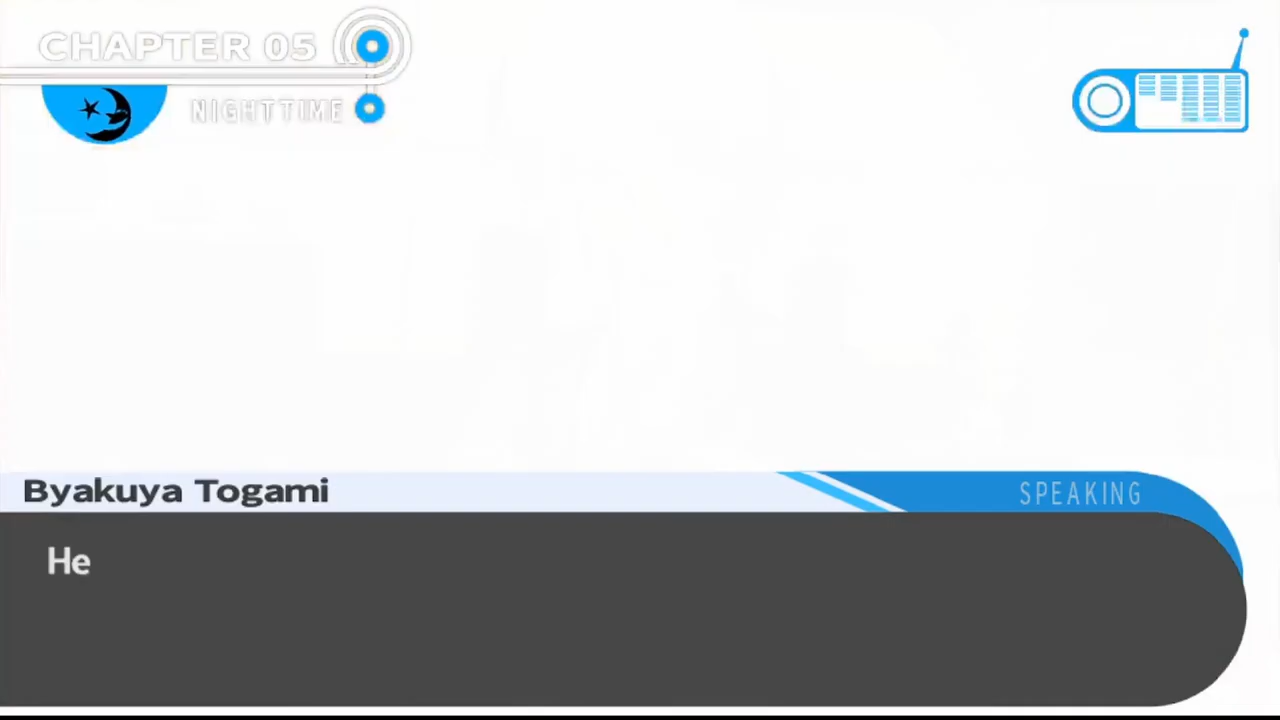 CHAPTER 05
NIGHTTIME
Byakuya Togami
SPEAKING
He